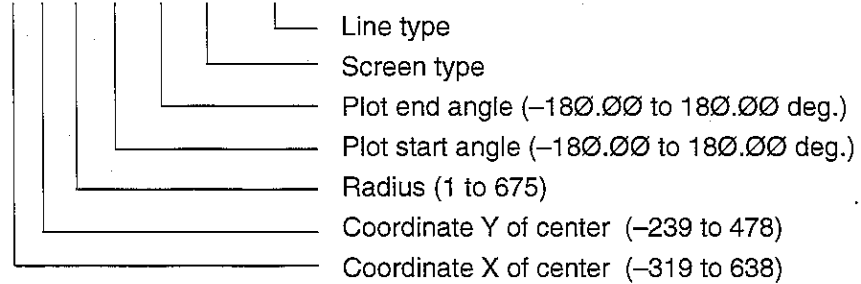 Line type
Screen type
Plot end angle (–18Ø.ØØ to 18Ø.ØØ deg.)
Plot start angle (–18Ø.ØØ to 18Ø.ØØ deg.)
Radius (1 to 675)
Coordinate Y of center (–239 to 478)
Coordinate X of center (–319 to 638)